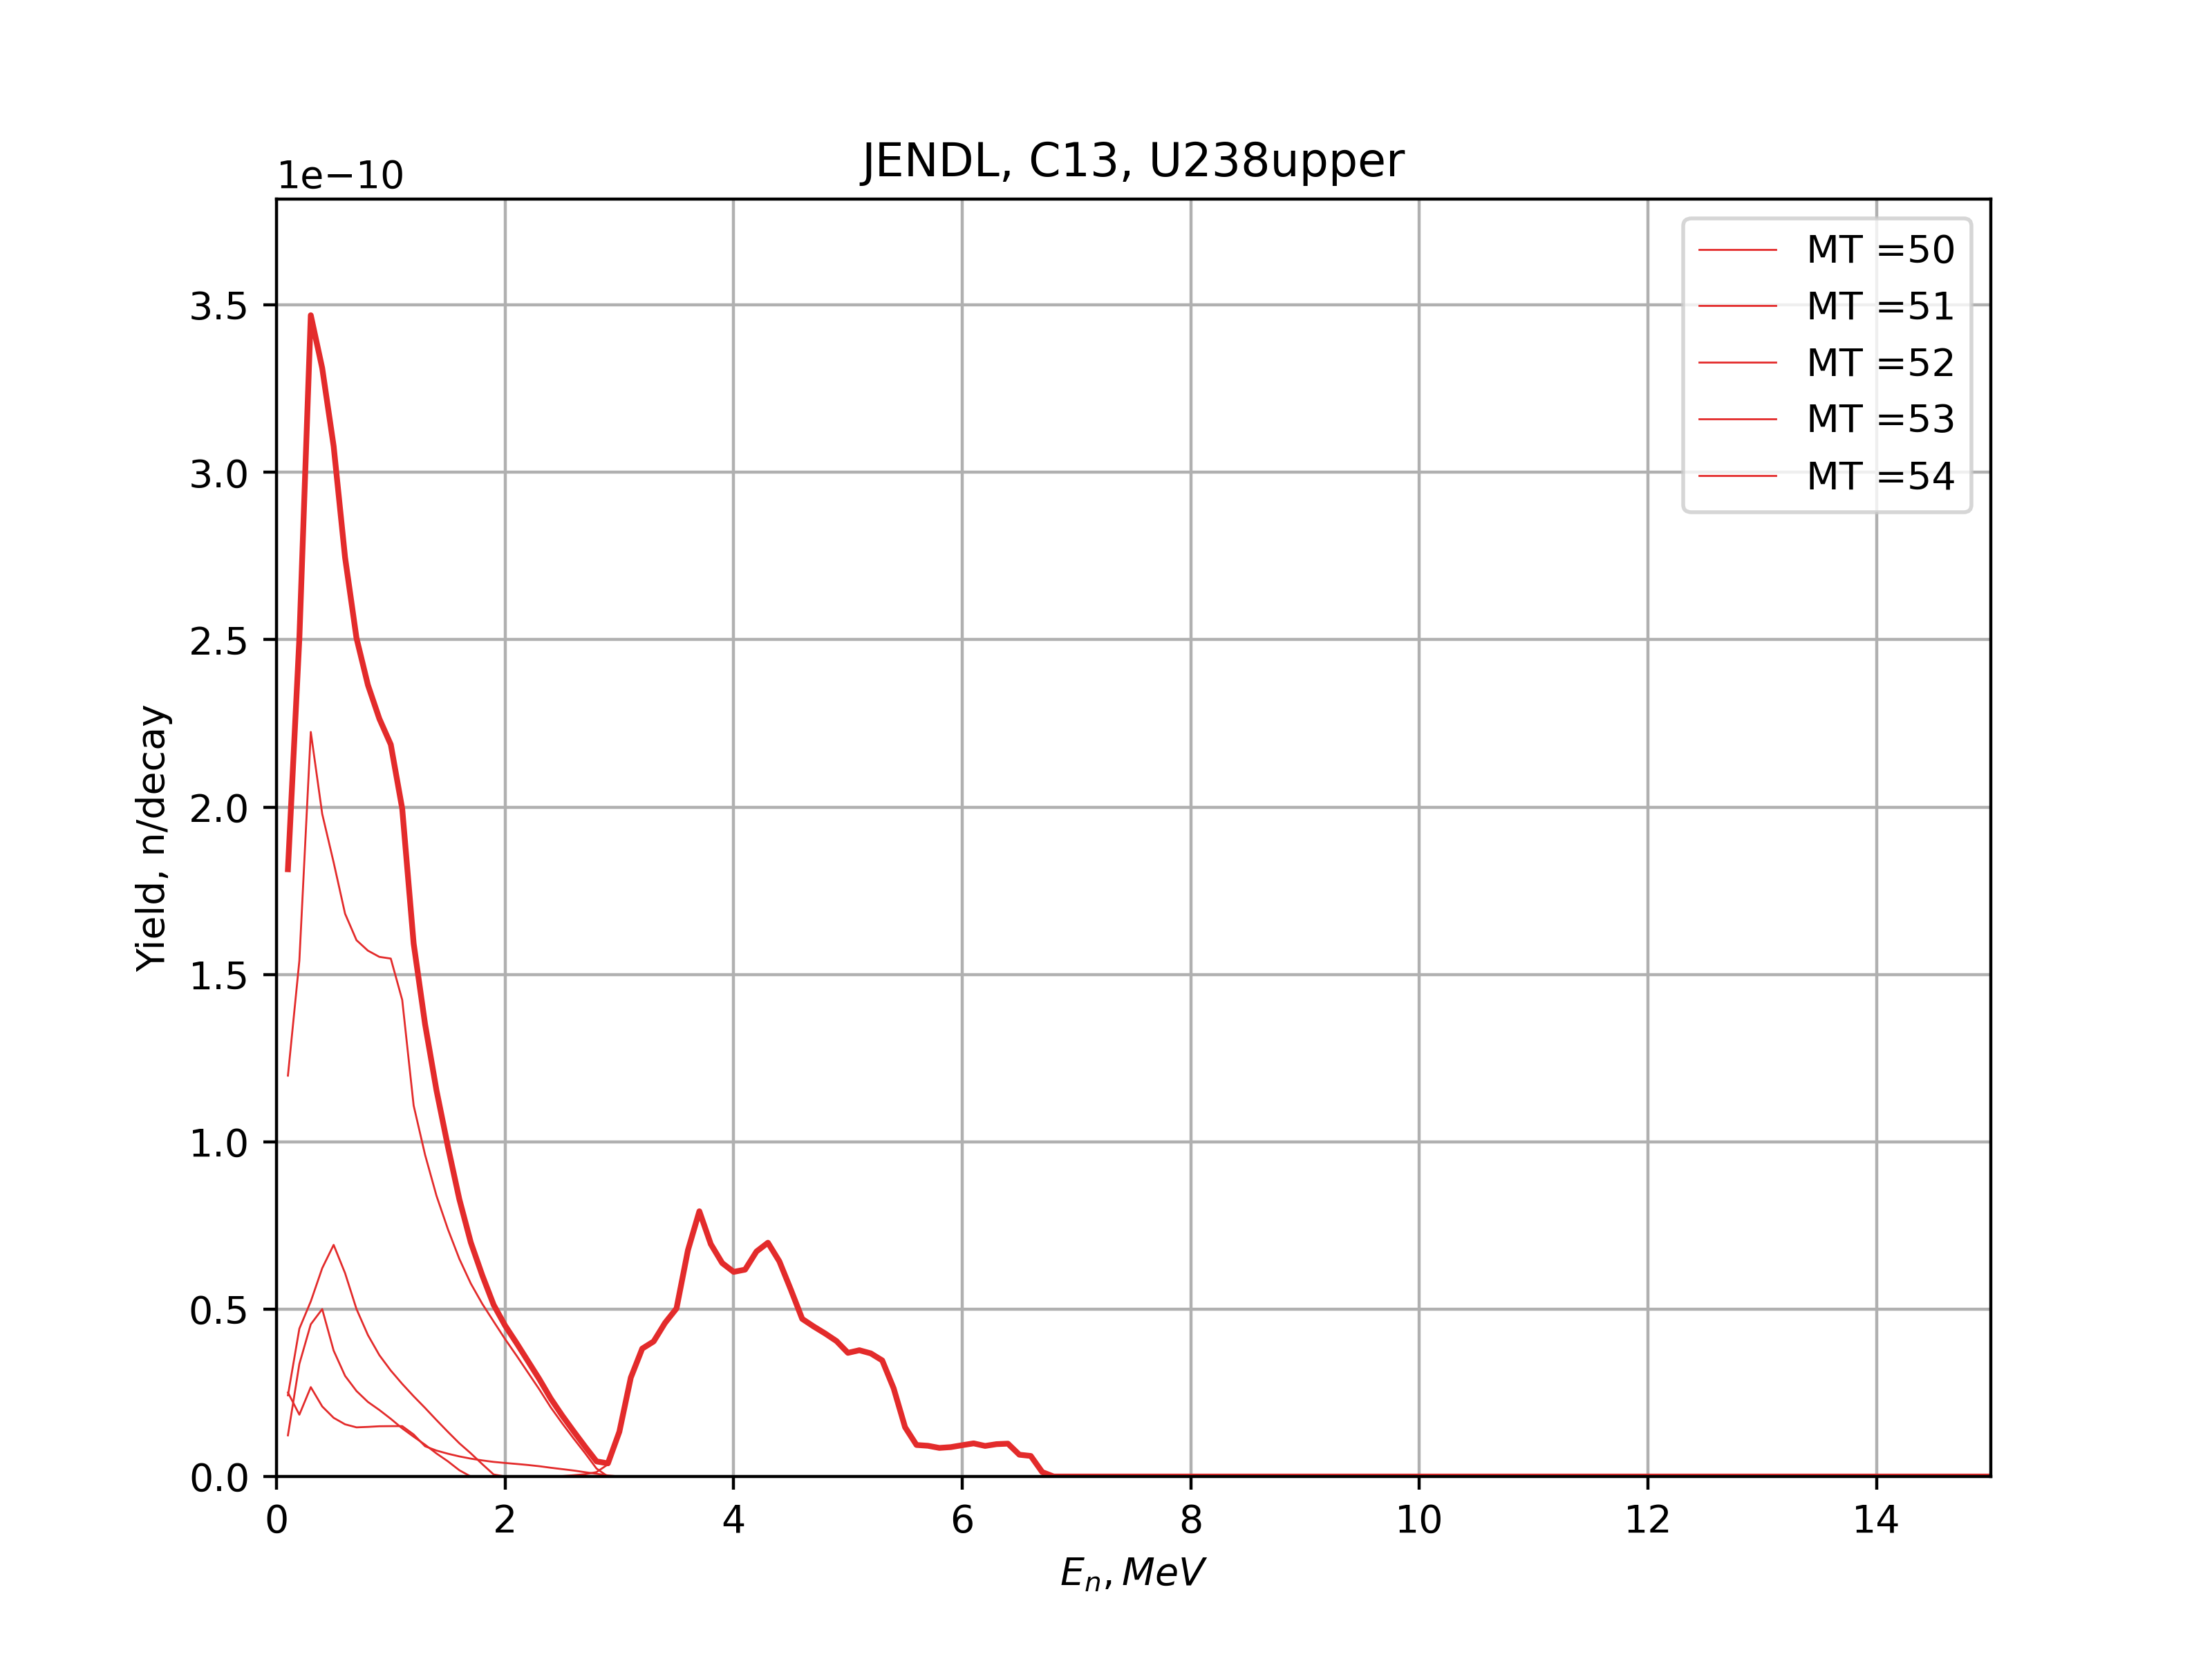 JENDL, C13, U238upper
1e−10
MT =50
MT =51
MT =52
MT =53
MT =54
3.5
3.0
2.5
2.0
1.5
1.0
0.5
0.0
Yield, n/decay
0 2 4 6 8 10 12 14
E_n, MeV